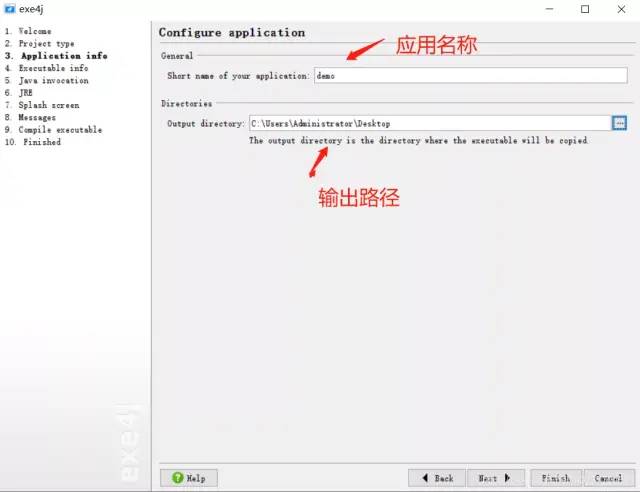 exe4j
1. Welcome
2. Project type
3. Application info
4. Executable info
5. Java invocation
6. JRE
7. Splash screen
8. Messages
9. Compile executable
10. Finished
exe4j
Configure application
应用名称
General
Short name of your application: demo
Directories
Output directory: C:\Users\Administrator\Desktop ...
The output directory is the directory where the executable will be copied.
输出路径
? Help
Back
Next
Finish
Cancel